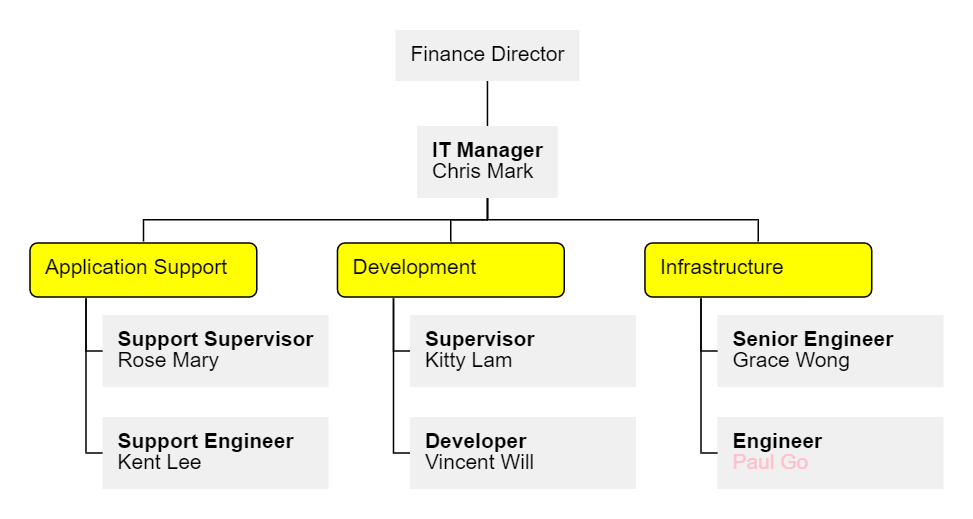 Finance Director
IT Manager
Chris Mark
Application Support
Development
Infrastructure
Support Supervisor
Rose Mary
Supervisor
Kitty Lam
Senior Engineer
Grace Wong
Support Engineer
Kent Lee
Developer
Vincent Will
Engineer
Paul Go